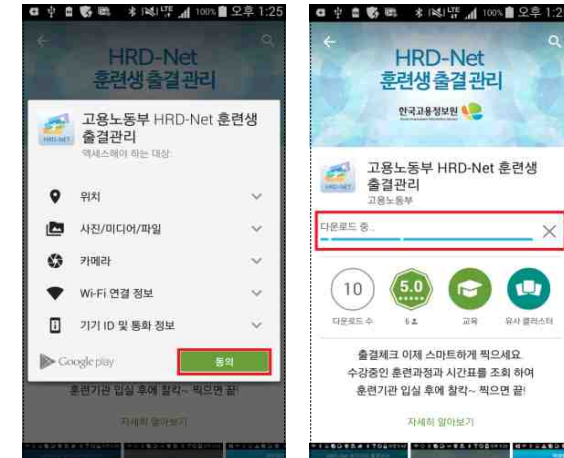 100% 오후 1:25
HRD-Net
훈련생 출결 관리
고용노동부 HRD-Net 훈련생
출결관리
액세스해야 하는 대상:
위치
사진/미디어/파일
카메라
Wi-Fi 연결 정보
기기 ID 및 통화 정보
Google play
동의
훈련기관 입실 후에 찰칵~ 찍으면 끝!
자세히 알아보기
100% 오후 1:2
HRD-Net
훈련생 출결 관리
한국고용정보원
고용노동부 HRD-Net 훈련생
출결관리
고용노동부
다운로드 중..
10
5.0
다운로드 수
6
교육
유사 콘텐츠
출결체크 이제 스마트하게 찍으세요
수강중인 훈련과정과 시간표를 조회 하여
훈련기관 입실 후에 찰칵~ 찍으면 끝!
자세히 알아보기